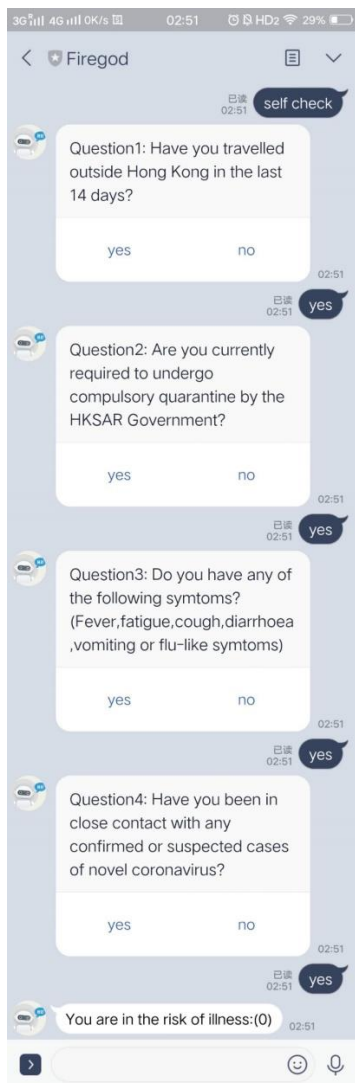 3G 4G 0K/s 02:51 HD2 29%
Firegod
已读
02:51 self check
Question1: Have you travelled
outside Hong Kong in the last
14 days?
yes no
02:51
已读
02:51 yes
Question2: Are you currently
required to undergo
compulsory quarantine by the
HKSAR Government?
yes no
02:51
已读
02:51 yes
Question3: Do you have any of
the following symtoms?
(Fever,fatigue,cough,diarrhoea
,vomiting or flu-like symtoms)
yes no
02:51
已读
02:51 yes
Question4: Have you been in
close contact with any
confirmed or suspected cases
of novel coronavirus?
yes no
02:51
已读
02:51 yes
You are in the risk of illness:(0) 02:51